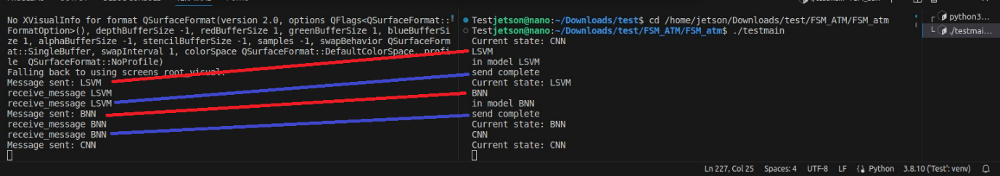 No XVisualInfo for format QSurfaceFormat(version 2.0, options QFlags<QSurfaceFormat::
FormatOption>(), depthBufferSize -1, redBufferSize 1, greenBufferSize 1, blueBufferSi
ze 1, alphaBufferSize -1, stencilBufferSize -1, samples -1, swapBehavior QSurfaceForm
at::SingleBuffer, swapInterval 1, colorSpace QSurfaceFormat::DefaultColorSpace, profi
le  QSurfaceFormat::NoProfile)
Falling back to using screens root_visual.
Message sent: LSVM
receive_message LSVM
receive_message LSVM
Message sent: BNN
receive_message BNN
receive_message BNN
Message sent: CNN
Testjetson@nano:~/Downloads/test$ cd /home/jetson/Downloads/test/FSM_ATM/FSM_atm
Testjetson@nano:~/Downloads/test/FSM_ATM/FSM_atm$ ./testmain
Current state: CNN
LSVM
in model LSVM
send complete
Current state: LSVM
BNN
in model BNN
send complete
Current state: BNN
CNN
Current state: CNN
python3...
./testmai...
Ln 227, Col 25 Spaces: 4 UTF-8 LF Python 3.8.10 ('Test': venv)